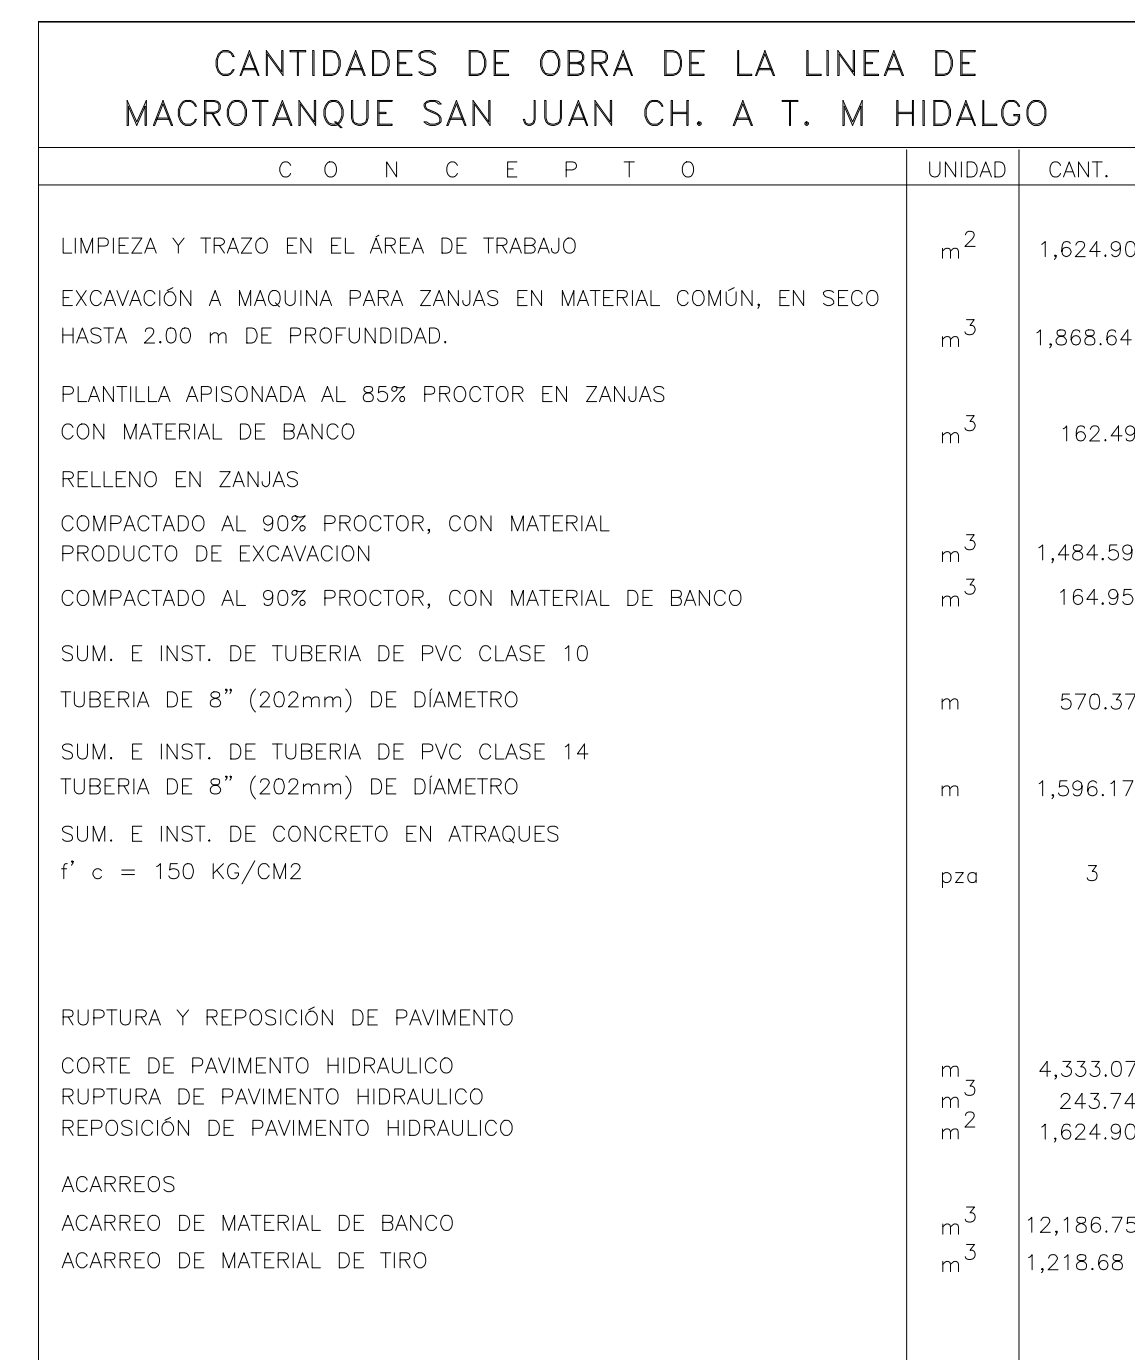 CANTIDADES DE OBRA DE LA LINEA DE
MACROTANQUE SAN JUAN CH. A T. M HIDALGO
C O N C E P T O UNIDAD CANT.
LIMPIEZA Y TRAZO EN EL ÁREA DE TRABAJO m² 1,624.90
EXCAVACIÓN A MAQUINA PARA ZANJAS EN MATERIAL COMÚN, EN SECO
HASTA 2.00 m DE PROFUNDIDAD. m³ 1,868.64
PLANTILLA APISONADA AL 85% PROCTOR EN ZANJAS
CON MATERIAL DE BANCO m³ 162.49
RELLENO EN ZANJAS
COMPACTADO AL 90% PROCTOR, CON MATERIAL
PRODUCTO DE EXCAVACION m³ 1,484.59
COMPACTADO AL 90% PROCTOR, CON MATERIAL DE BANCO m³ 164.95
SUM. E INST. DE TUBERIA DE PVC CLASE 10
TUBERIA DE 8” (202mm) DE DÍAMETRO m 570.37
SUM. E INST. DE TUBERIA DE PVC CLASE 14
TUBERIA DE 8” (202mm) DE DÍAMETRO m 1,596.17
SUM. E INST. DE CONCRETO EN ATRAQUES
f’ c = 150 KG/CM2 pza 3
RUPTURA Y REPOSICIÓN DE PAVIMENTO
CORTE DE PAVIMENTO HIDRAULICO m 4,333.07
RUPTURA DE PAVIMENTO HIDRAULICO m³ 243.74
REPOSICIÓN DE PAVIMENTO HIDRAULICO m² 1,624.90
ACARREOS
ACARREO DE MATERIAL DE BANCO m³ 12,186.75
ACARREO DE MATERIAL DE TIRO m³ 1,218.68